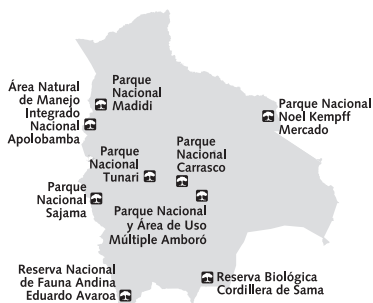 Parque
Nacional
Madidi
Área Natural
de Manejo
Integrado
Nacional
Apolobamba
Parque Nacional
Noel Kempff
Mercado
Parque
Nacional
Tunari
Parque
Nacional
Carrasco
Parque
Nacional
Sajama
Parque Nacional
y Área de Uso
Múltiple Amboró
Reserva Nacional
de Fauna Andina
Eduardo Avaroa
Reserva Biológica
Cordillera de Sama